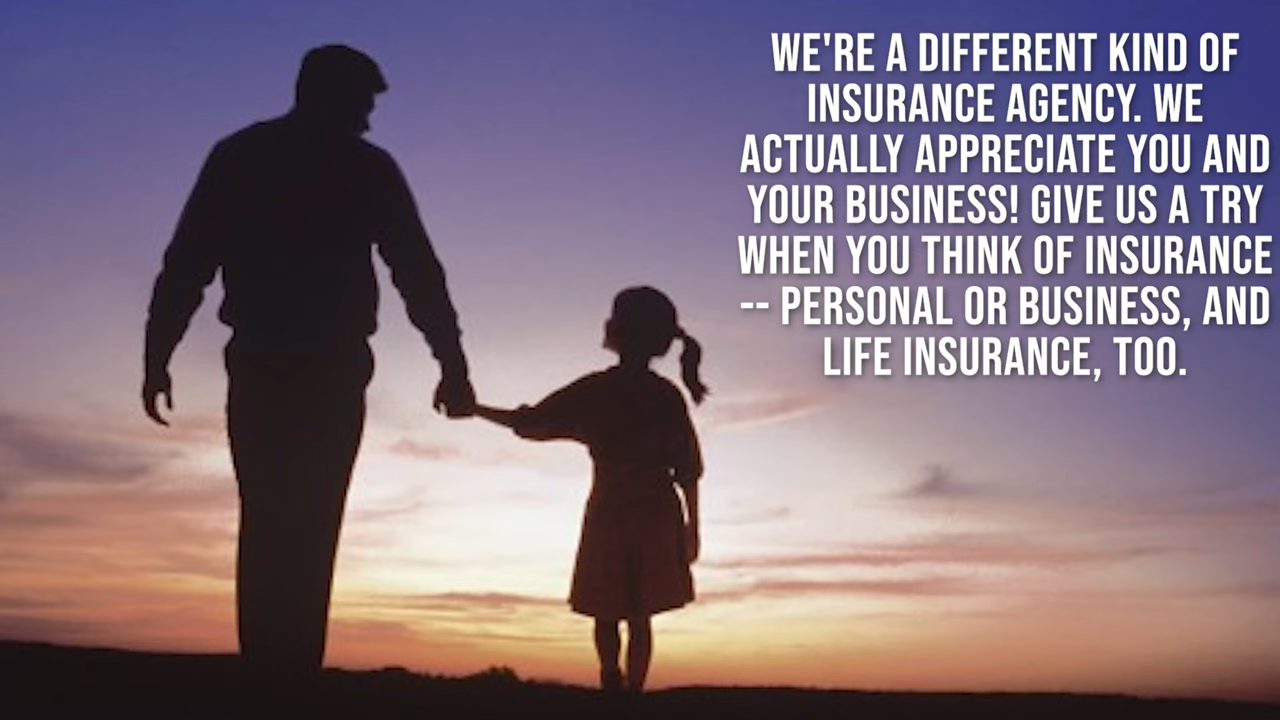 WE'RE A DIFFERENT KIND OF
INSURANCE AGENCY. WE
ACTUALLY APPRECIATE YOU AND
YOUR BUSINESS! GIVE US A TRY
WHEN YOU THINK OF INSURANCE
-- PERSONAL OR BUSINESS, AND
LIFE INSURANCE, TOO.